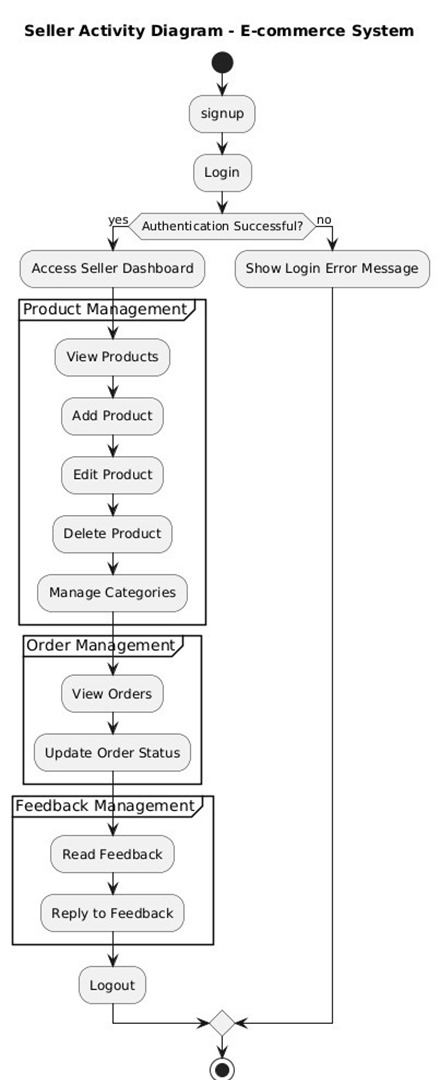 Seller Activity Diagram - E-commerce System
signup
Login
yes
Authentication Successful?
no
Access Seller Dashboard
Show Login Error Message
Product Management
View Products
Add Product
Edit Product
Delete Product
Manage Categories
Order Management
View Orders
Update Order Status
Feedback Management
Read Feedback
Reply to Feedback
Logout